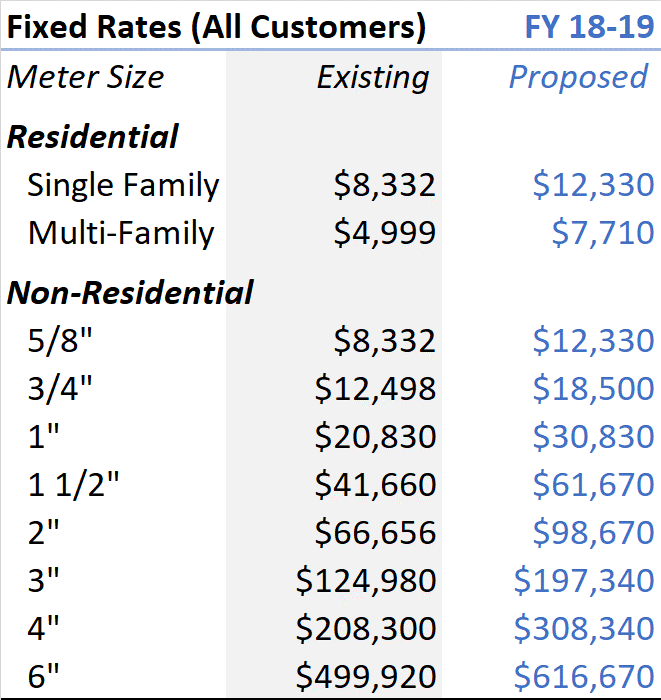 Fixed Rates (All Customers) FY 18-19
Meter Size Existing Proposed
Residential
Single Family $8,332 $12,330
Multi-Family $4,999 $7,710
Non-Residential
5/8" $8,332 $12,330
3/4" $12,498 $18,500
1" $20,830 $30,830
1 1/2" $41,660 $61,670
2" $66,656 $98,670
3" $124,980 $197,340
4" $208,300 $308,340
6" $499,920 $616,670